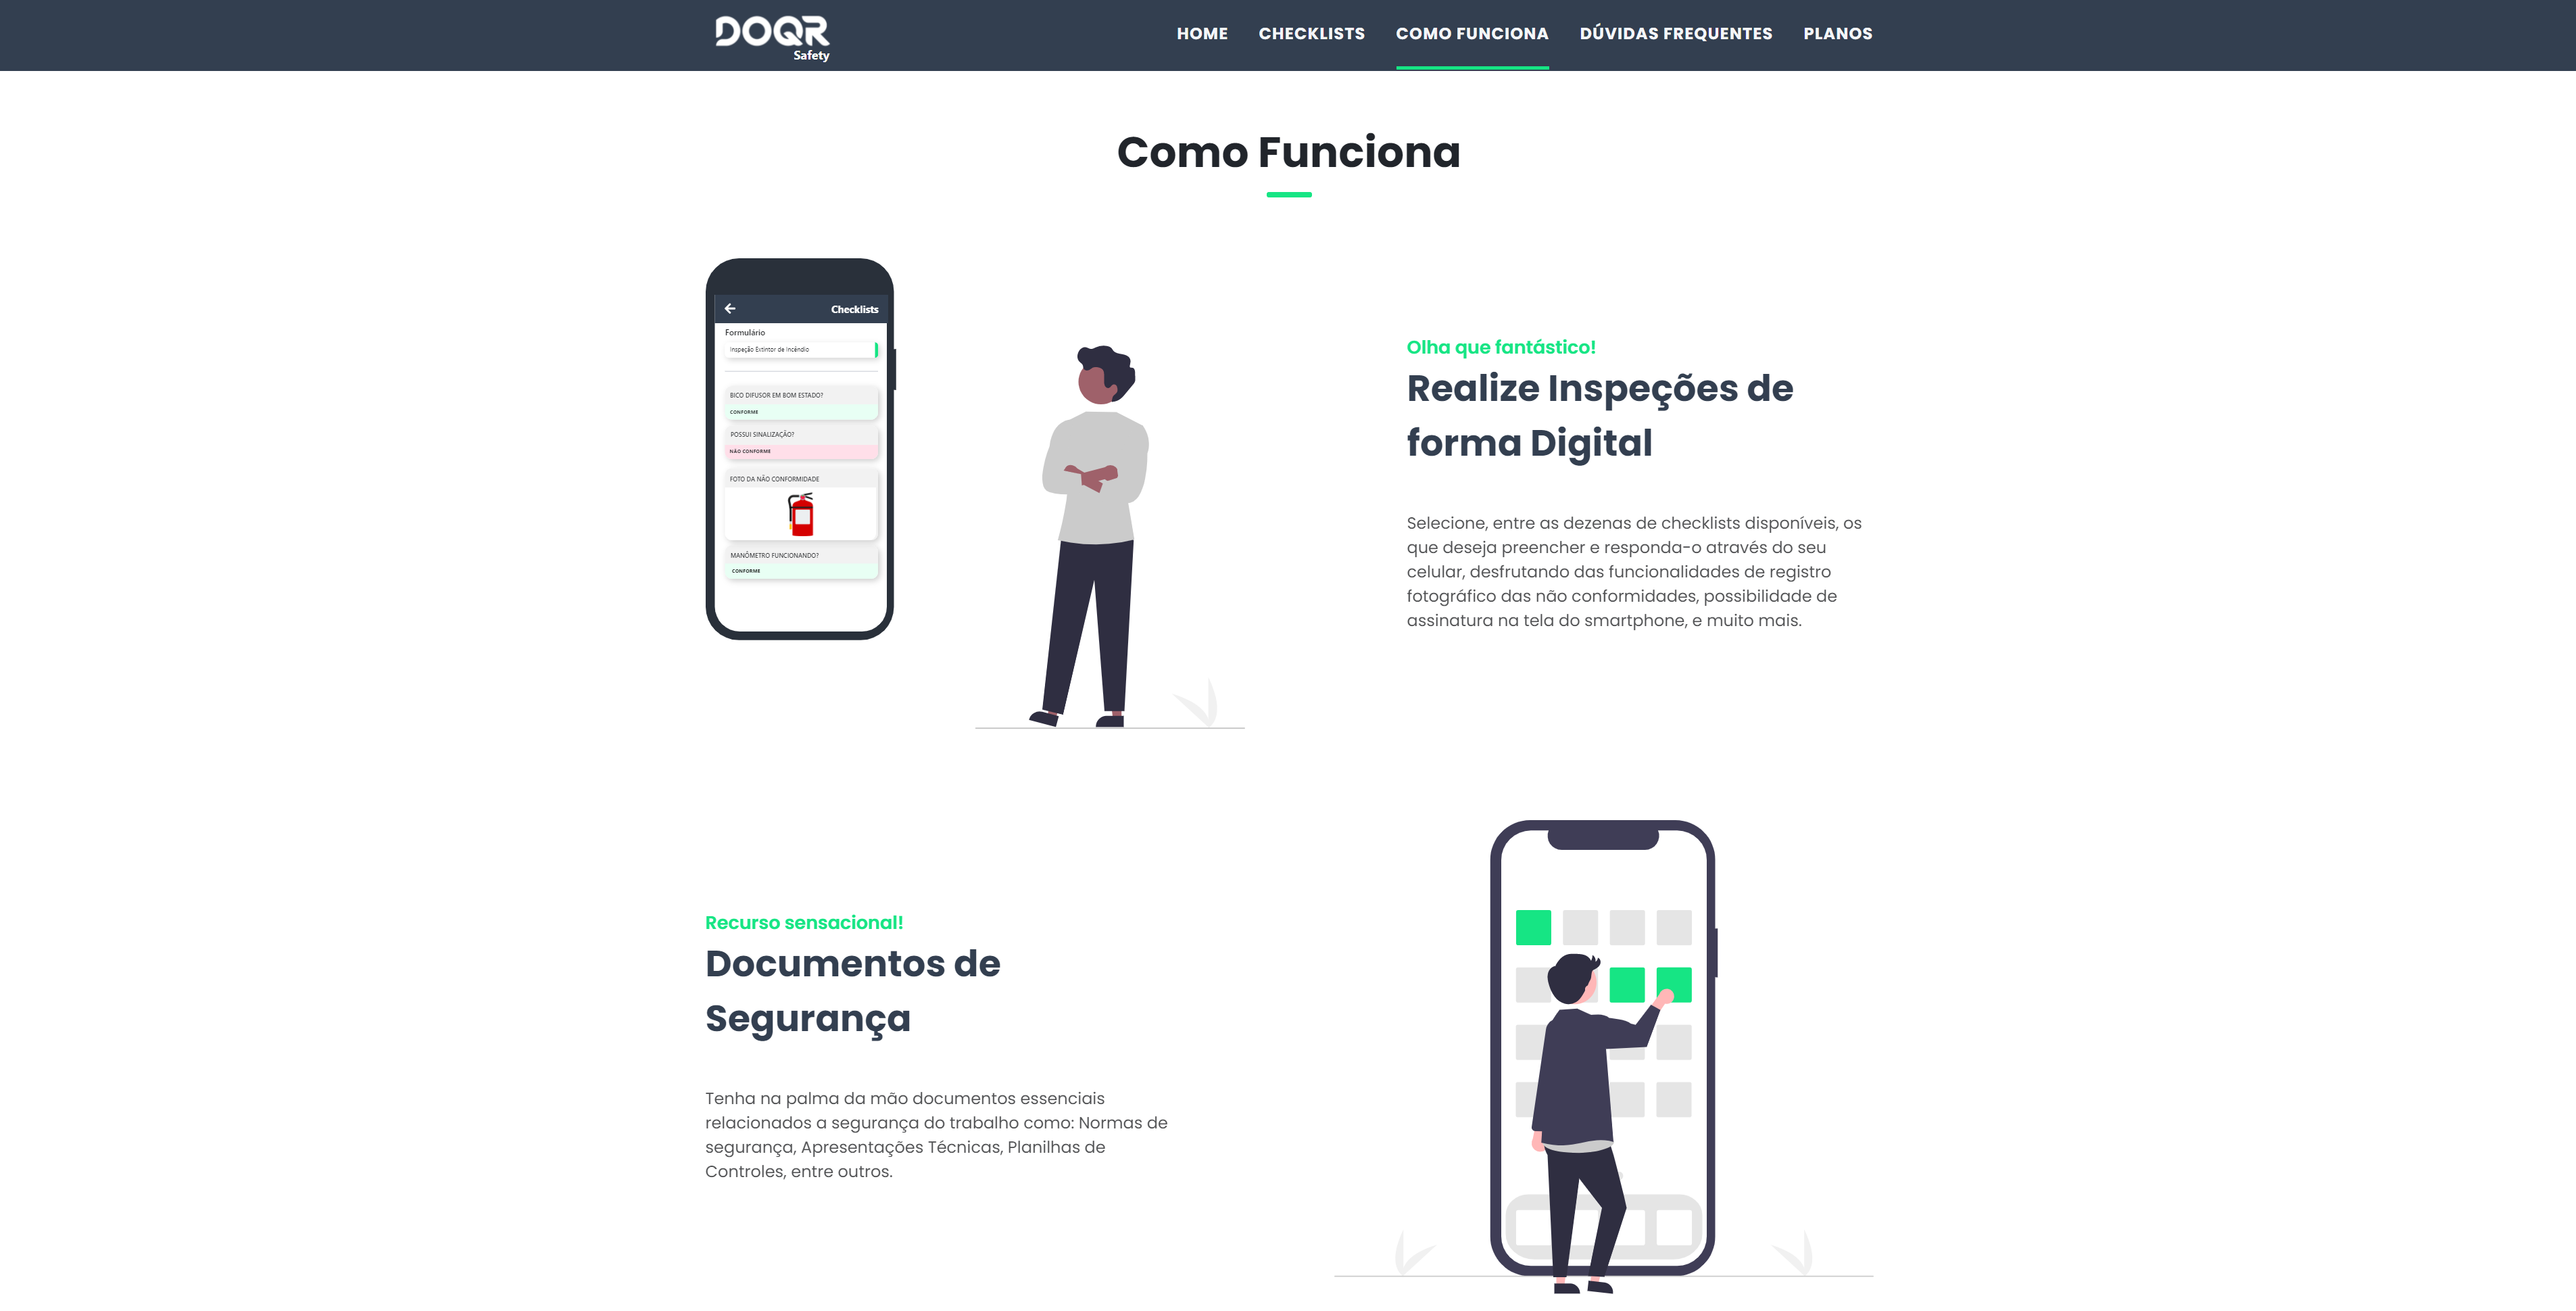 DOQR
Safety
HOME CHECKLISTS COMO FUNCIONA DÚVIDAS FREQUENTES PLANOS
Como Funciona
Checklists
Formulário
Inspeção Extintor de Incêndio
BICO DIFUSOR EM BOM ESTADO?
CONFORME
POSSUI SINALIZAÇÃO?
NÃO CONFORME
FOTO DA NÃO CONFORMIDADE
MANÔMETRO FUNCIONANDO?
CONFORME
Olha que fantástico!
Realize Inspeções de
forma Digital
Selecione, entre as dezenas de checklists disponíveis, os
que deseja preencher e responda-o através do seu
celular, desfrutando das funcionalidades de registro
fotográfico das não conformidades, possibilidade de
assinatura na tela do smartphone, e muito mais.
Recurso sensacional!
Documentos de
Segurança
Tenha na palma da mão documentos essenciais
relacionados a segurança do trabalho como: Normas de
segurança, Apresentações Técnicas, Planilhas de
Controles, entre outros.